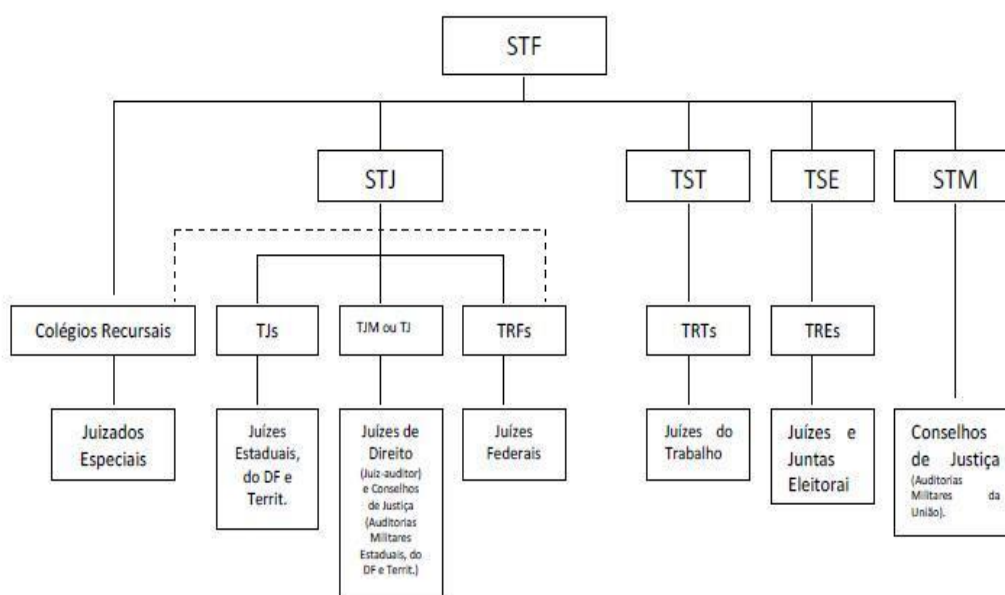 STF
STJ
TST
TSE
STM
Colégios Recursais
TJs
TJM ou TJ
TRFs
TRTs
TREs
Juizados
Especiais
Juízes
Estaduais,
do DF e
Territ.
Juízes de
Direito
(Juiz-auditor)
e Conselhos
de Justiça
(Auditorias
Militares
Estaduais, do
DF e Territ.)
Juízes
Federais
Juízes do
Trabalho
Juízes e
Juntas
Eleitorai
Conselhos
de Justiça
(Auditorias
Militares da
União).